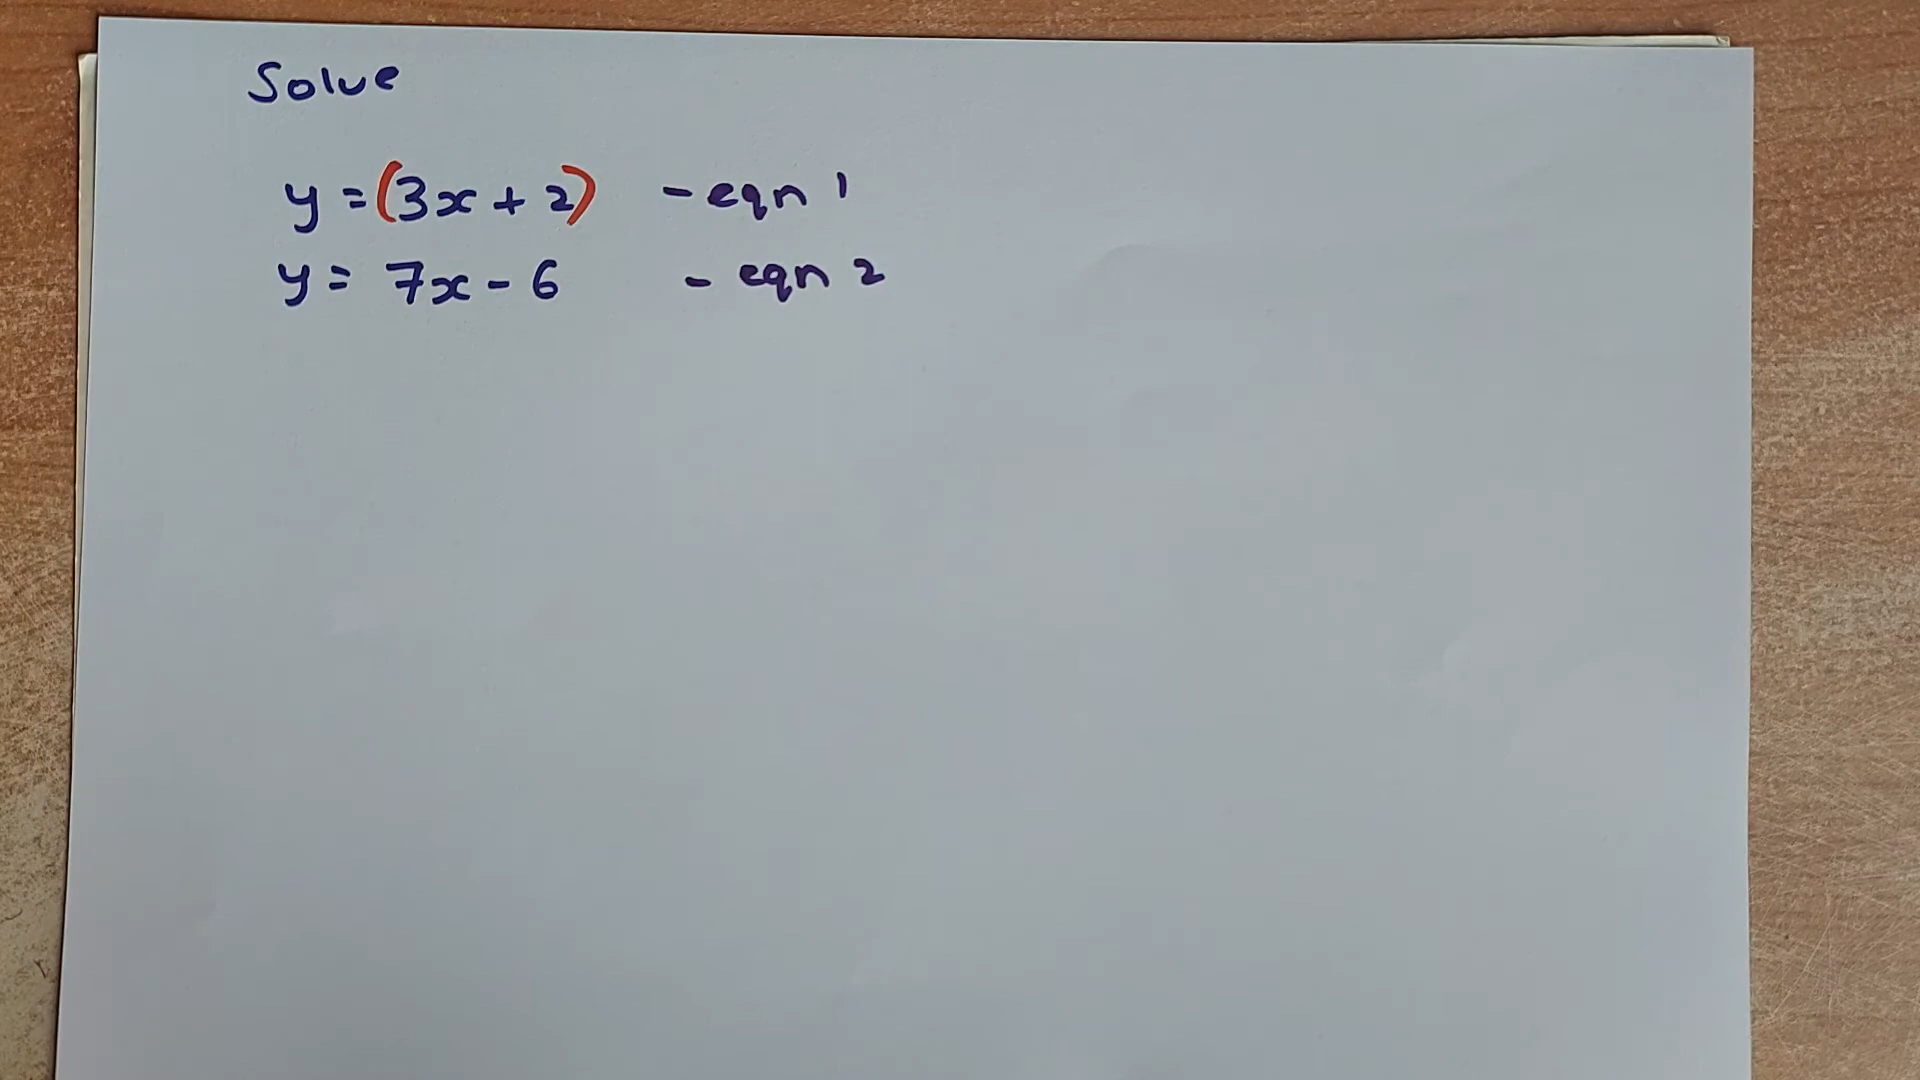 Solve
y = (3x + 2) - eqn 1
y = 7x - 6 - eqn 2